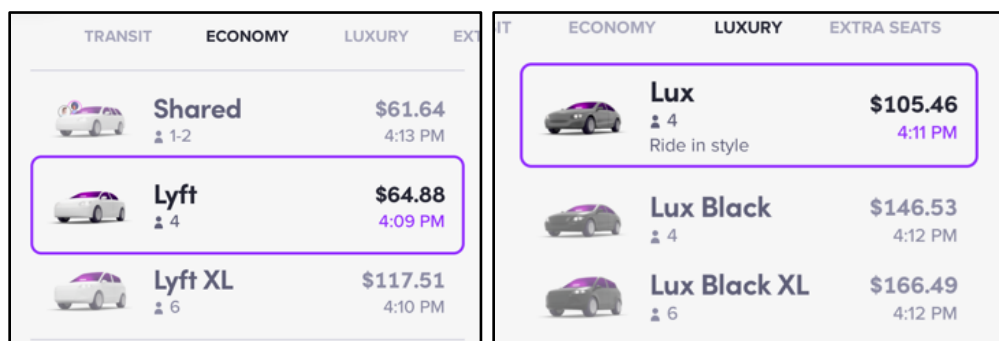 TRANSIT ECONOMY LUXURY EXT
Shared $61.64
1-2 4:13 PM
Lyft $64.88
4 4:09 PM
Lyft XL $117.51
6 4:10 PM
IT ECONOMY LUXURY EXTRA SEATS
Lux $105.46
4 4:11 PM
Ride in style
Lux Black $146.53
4 4:12 PM
Lux Black XL $166.49
6 4:12 PM